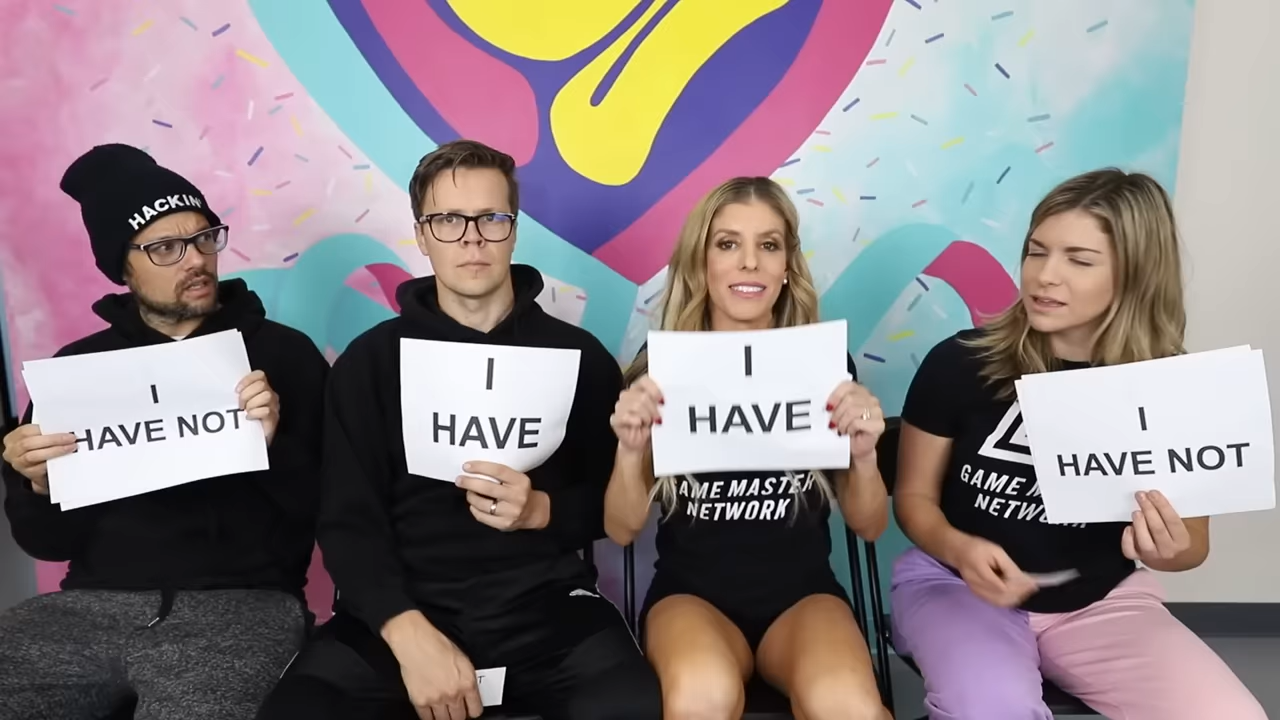 HACKIN'
I
HAVE NOT
I
HAVE
I
HAVE
GAME MASTER
NETWORK
I
HAVE NOT
GAME M
NETWORK
T